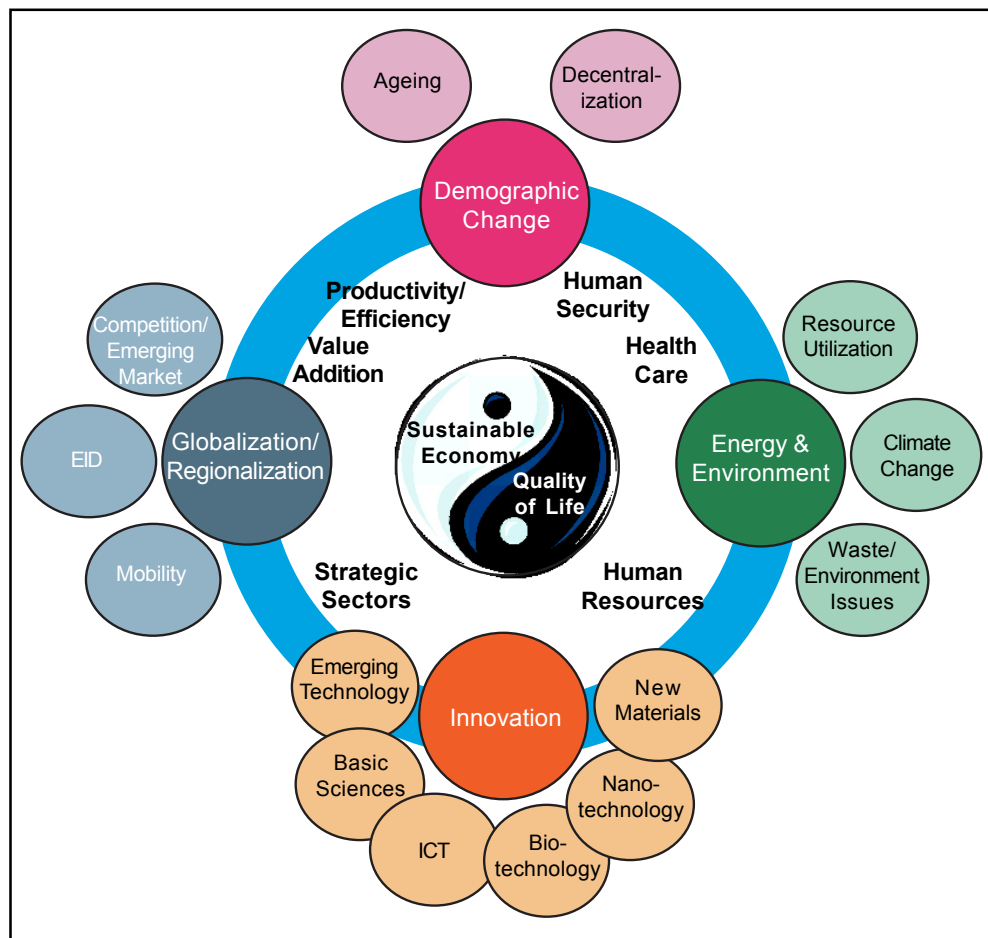 Ageing
Decentral-
ization
Demographic
Change
Productivity/
Efficiency
Value
Addition
Human
Security
Health
Care
Competition/
Emerging
Market
EID
Mobility
Globalization/
Regionalization
Sustainable
Economy
Quality
of Life
Energy &
Environment
Resource
Utilization
Climate
Change
Waste/
Environment
Issues
Strategic
Sectors
Human
Resources
Innovation
Emerging
Technology
Basic
Sciences
ICT
Bio-
technology
Nano-
technology
New
Materials